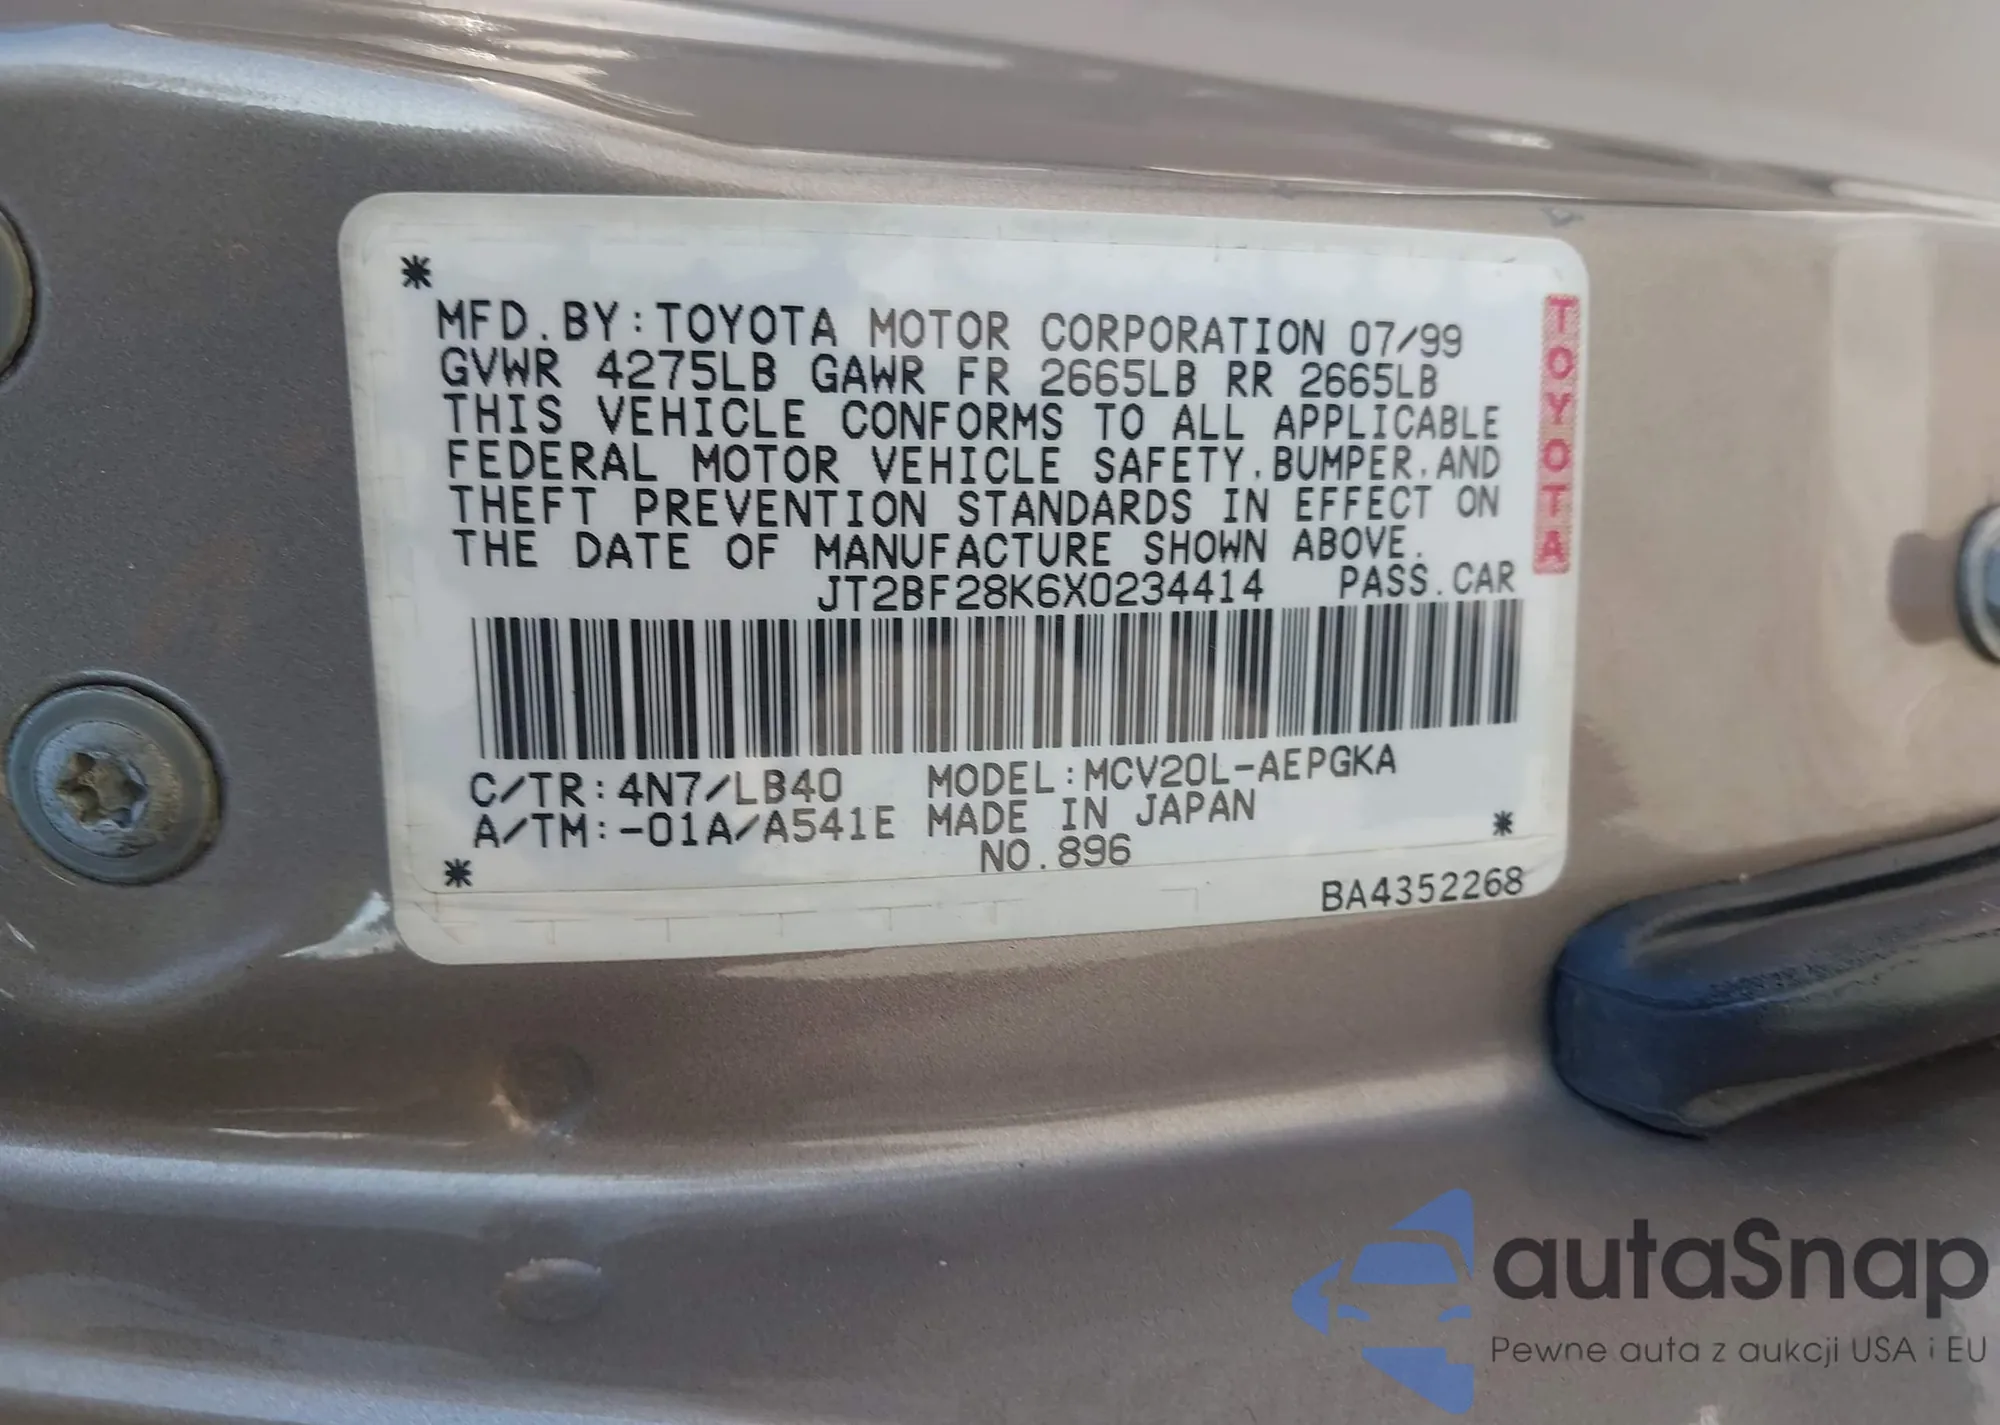 *
MFD.BY:TOYOTA MOTOR CORPORATION 07/99
GVWR 4275LB GAWR FR 2665LB RR 2665LB
THIS VEHICLE CONFORMS TO ALL APPLICABLE
FEDERAL MOTOR VEHICLE SAFETY.BUMPER.AND
THEFT PREVENTION STANDARDS IN EFFECT ON
THE DATE OF MANUFACTURE SHOWN ABOVE.
JT2BF28K6X0234414 PASS.CAR
C/TR:4N7/LB40 MODEL:MCV20L-AEPGKA
A/TM:-01A/A541E MADE IN JAPAN
NO.896
* *
BA4352268
TOYOTA
autaSnap
Pewne auta z aukcji USA i EU